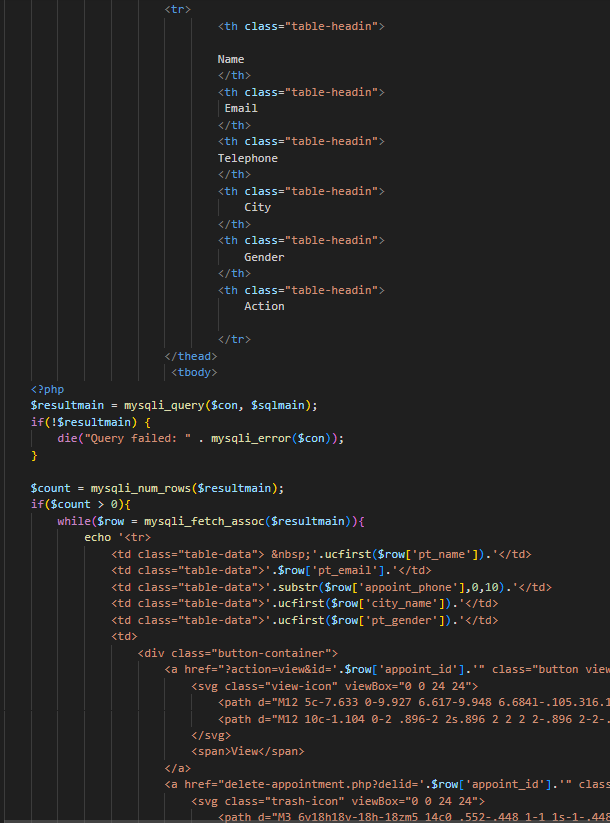 <tr>
<th class="table-headin">
Name
</th>
<th class="table-headin">
Email
</th>
<th class="table-headin">
Telephone
</th>
<th class="table-headin">
City
</th>
<th class="table-headin">
Gender
</th>
<th class="table-headin">
Action
</tr>
</thead>
<tbody>
<?php
$resultmain = mysqli_query($con, $sqlmain);
if(!$resultmain) {
die("Query failed: " . mysqli_error($con));
}
$count = mysqli_num_rows($resultmain);
if($count > 0){
while($row = mysqli_fetch_assoc($resultmain)){
echo '<tr>
<td class="table-data"> &nbsp;'.ucfirst($row['pt_name']).'</td>
<td class="table-data">'.$row['pt_email'].'</td>
<td class="table-data">'.substr($row['appoint_phone'],0,10).'</td>
<td class="table-data">'.ucfirst($row['city_name']).'</td>
<td class="table-data">'.ucfirst($row['pt_gender']).'</td>
<td>
<div class="button-container">
<a href="?action=view&id='.$row['appoint_id'].'" class="button view
<svg class="view-icon" viewBox="0 0 24 24">
<path d="M12 5c-7.633 0-9.927 6.617-9.948 6.684l-.105.316.1
<path d="M12 10c-1.104 0-2 .896-2 2s.896 2 2 2 2-.896 2-2-.
</svg>
<span>View</span>
</a>
<a href="delete-appointment.php?delid='.$row['appoint_id'].'" clas
<svg class="trash-icon" viewBox="0 0 24 24">
<path d="M3 6v18h18v-18h-18zm5 14c0 .552-.448 1-1 1s-1-.448